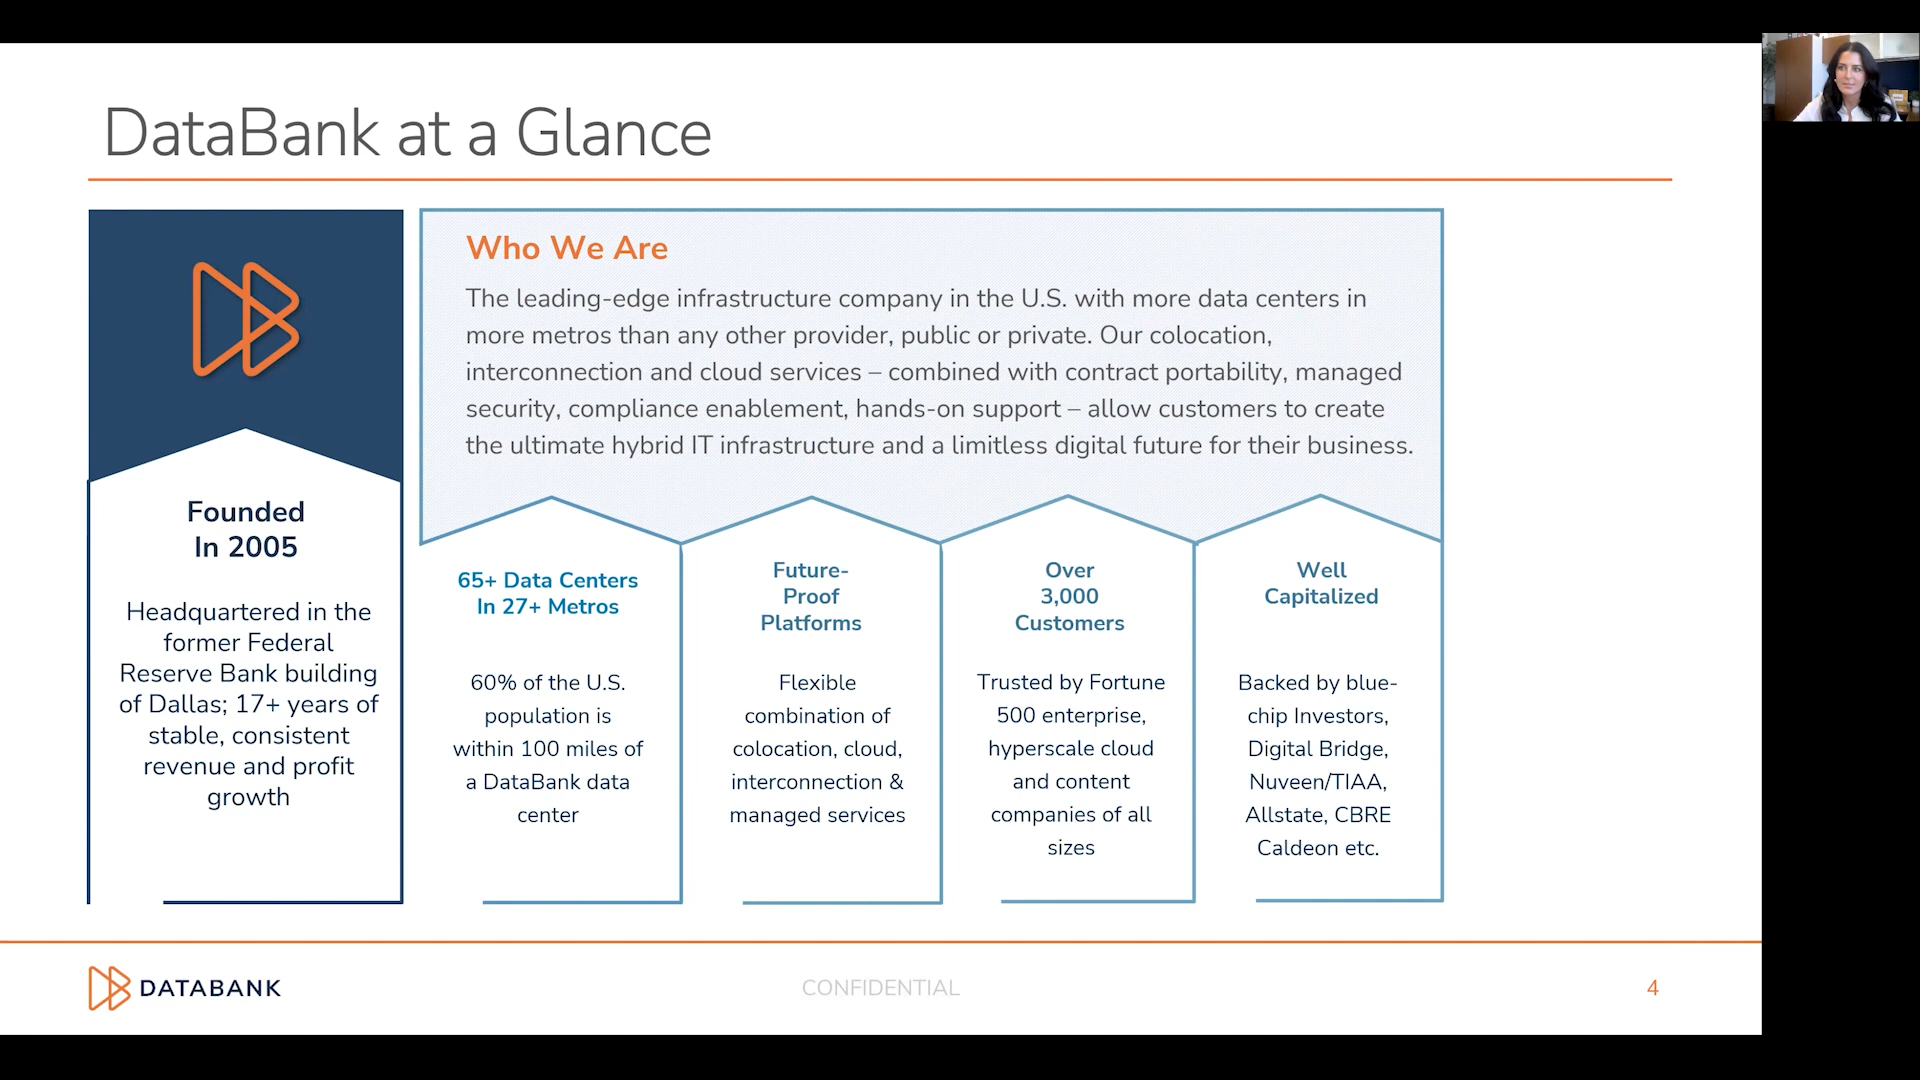 DataBank at a Glance
Who We Are
The leading-edge infrastructure company in the U.S. with more data centers in
more metros than any other provider, public or private. Our colocation,
interconnection and cloud services – combined with contract portability, managed
security, compliance enablement, hands-on support – allow customers to create
the ultimate hybrid IT infrastructure and a limitless digital future for their business.
Founded
In 2005
Headquartered in the
former Federal
Reserve Bank building
of Dallas; 17+ years of
stable, consistent
revenue and profit
growth
65+ Data Centers
In 27+ Metros
60% of the U.S.
population is
within 100 miles of
a DataBank data
center
Future-
Proof
Platforms
Flexible
combination of
colocation, cloud,
interconnection &
managed services
Over
3,000
Customers
Trusted by Fortune
500 enterprise,
hyperscale cloud
and content
companies of all
sizes
Well
Capitalized
Backed by blue-
chip Investors,
Digital Bridge,
Nuveen/TIAA,
Allstate, CBRE
Caldeon etc.
DATABANK
CONFIDENTIAL
4